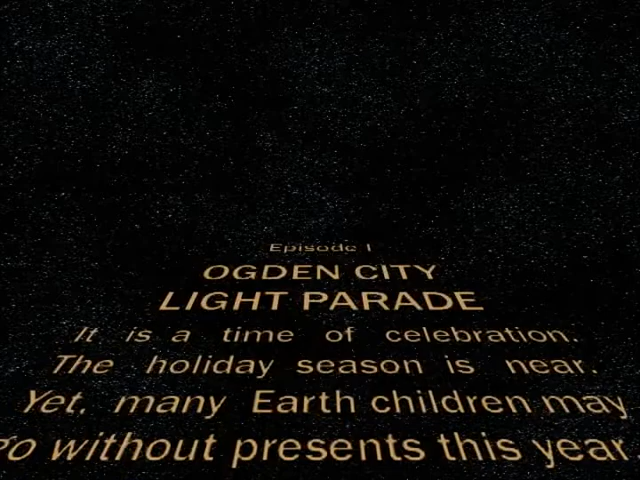 Episode I
OGDEN CITY
LIGHT PARADE
It is a time of celebration.
The holiday season is near.
Yet, many Earth children may
go without presents this year.